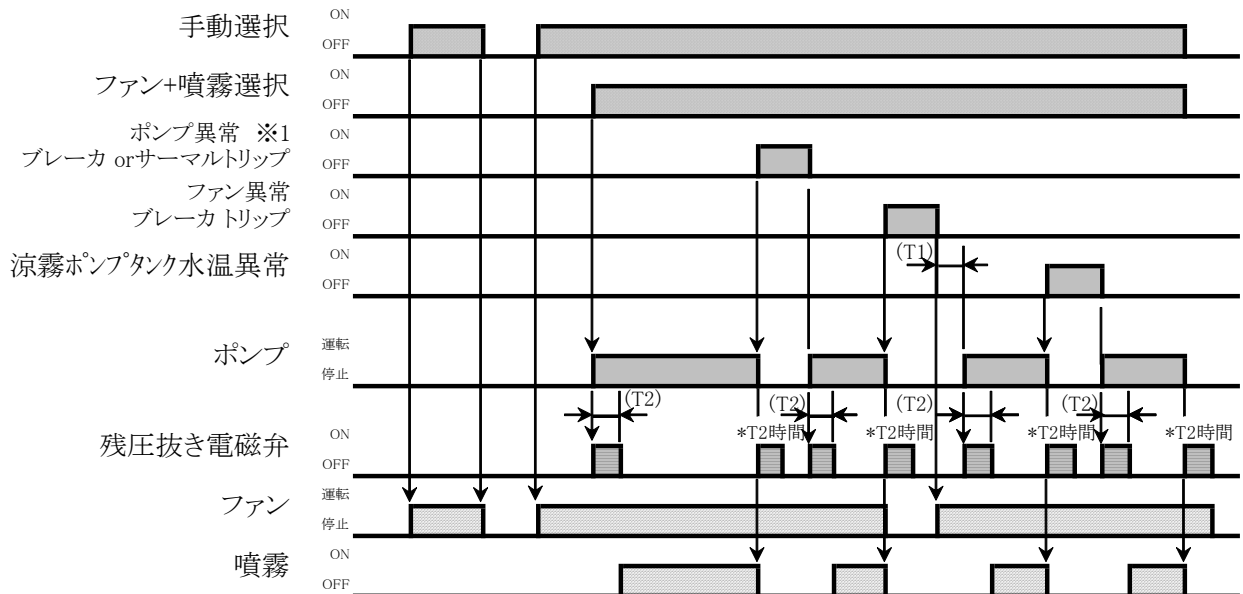 手動選択
ON
OFF
ファン+噴霧選択
ON
OFF
ポンプ異常 ※1
ブレーカ orサーマルトリップ
ON
OFF
ファン異常
ブレーカトリップ
ON
OFF
涼霧ポンプタンク水温異常
ON
OFF
(T1)
ポンプ
運転
停止
(T2)
(T2)
(T2)
(T2)
残圧抜き電磁弁
ON
OFF
*T2時間
*T2時間
*T2時間
*T2時間
ファン
運転
停止
噴霧
ON
OFF